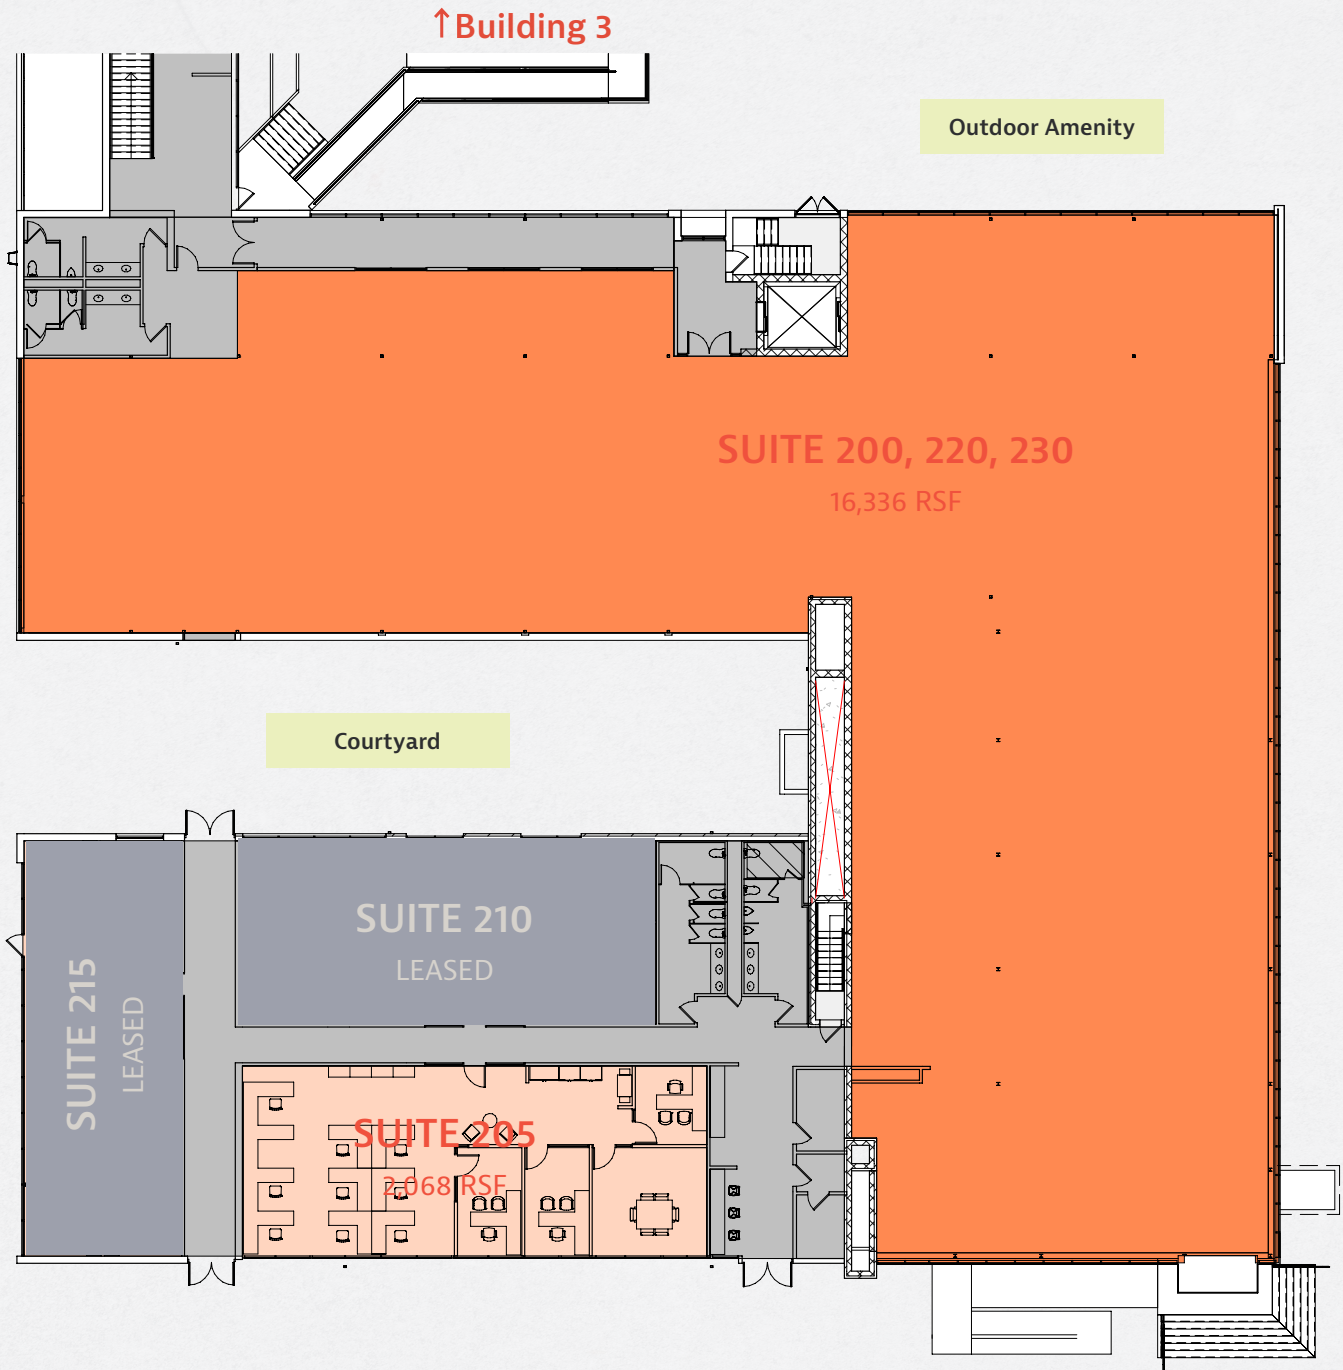 ↑Building 3
Outdoor Amenity
SUITE 200, 220, 230
16,336 RSF
Courtyard
SUITE 210
LEASED
SUITE 215
LEASED
SUITE 205
2,068 RSF